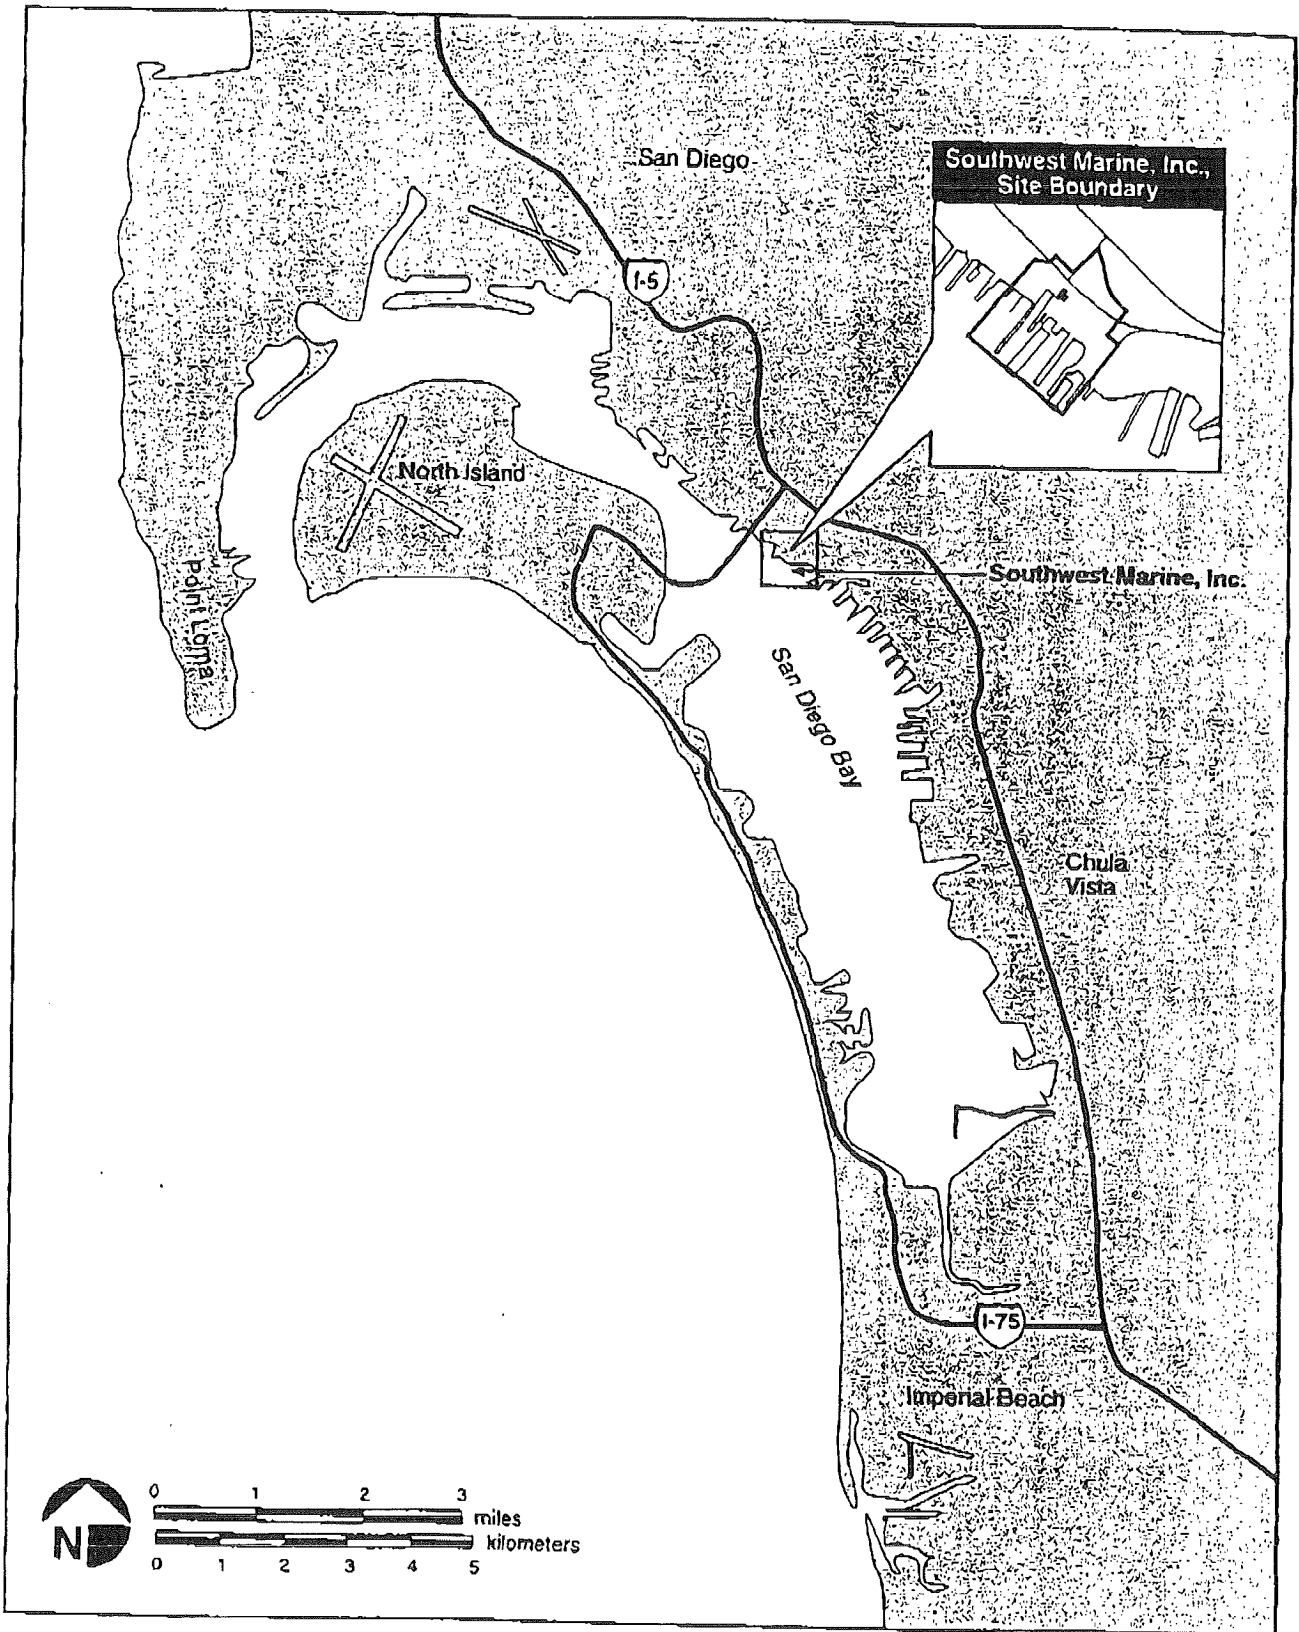 San Diego
Southwest Marine, Inc.,
Site Boundary
I-5
North Island
Point Loma
Southwest Marine, Inc.
San Diego Bay
Chula
Vista
I-75
Imperial Beach
N
0 1 2 3
miles
kilometers
0 1 2 3 4 5